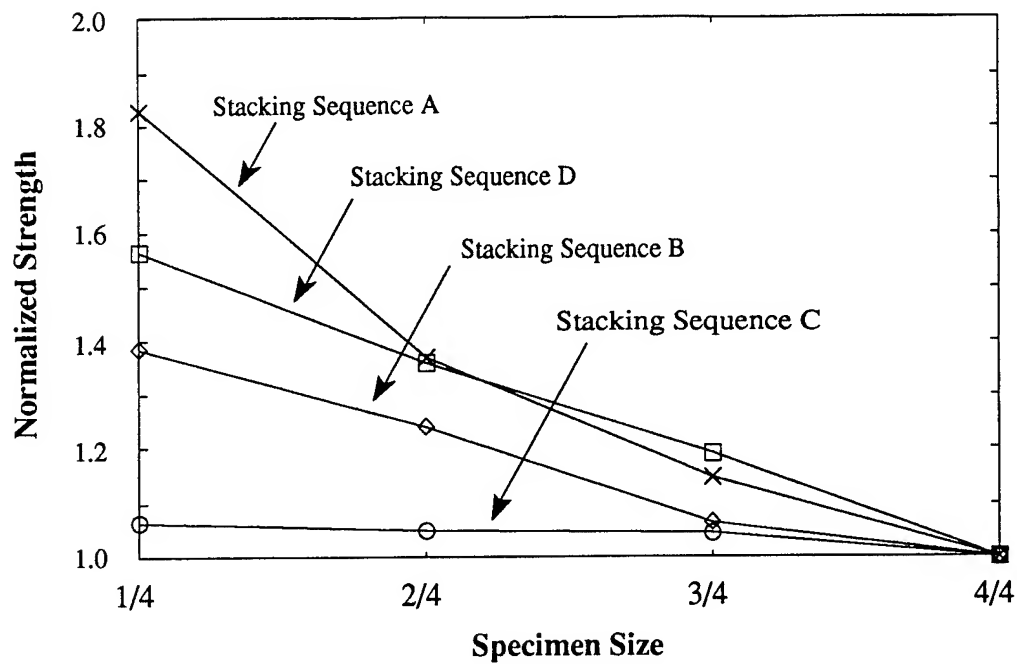 2.0
1.8
1.6
1.4
1.2
1.0
Normalized Strength
Stacking Sequence A
Stacking Sequence D
Stacking Sequence B
Stacking Sequence C
1/4
2/4
3/4
4/4
Specimen Size